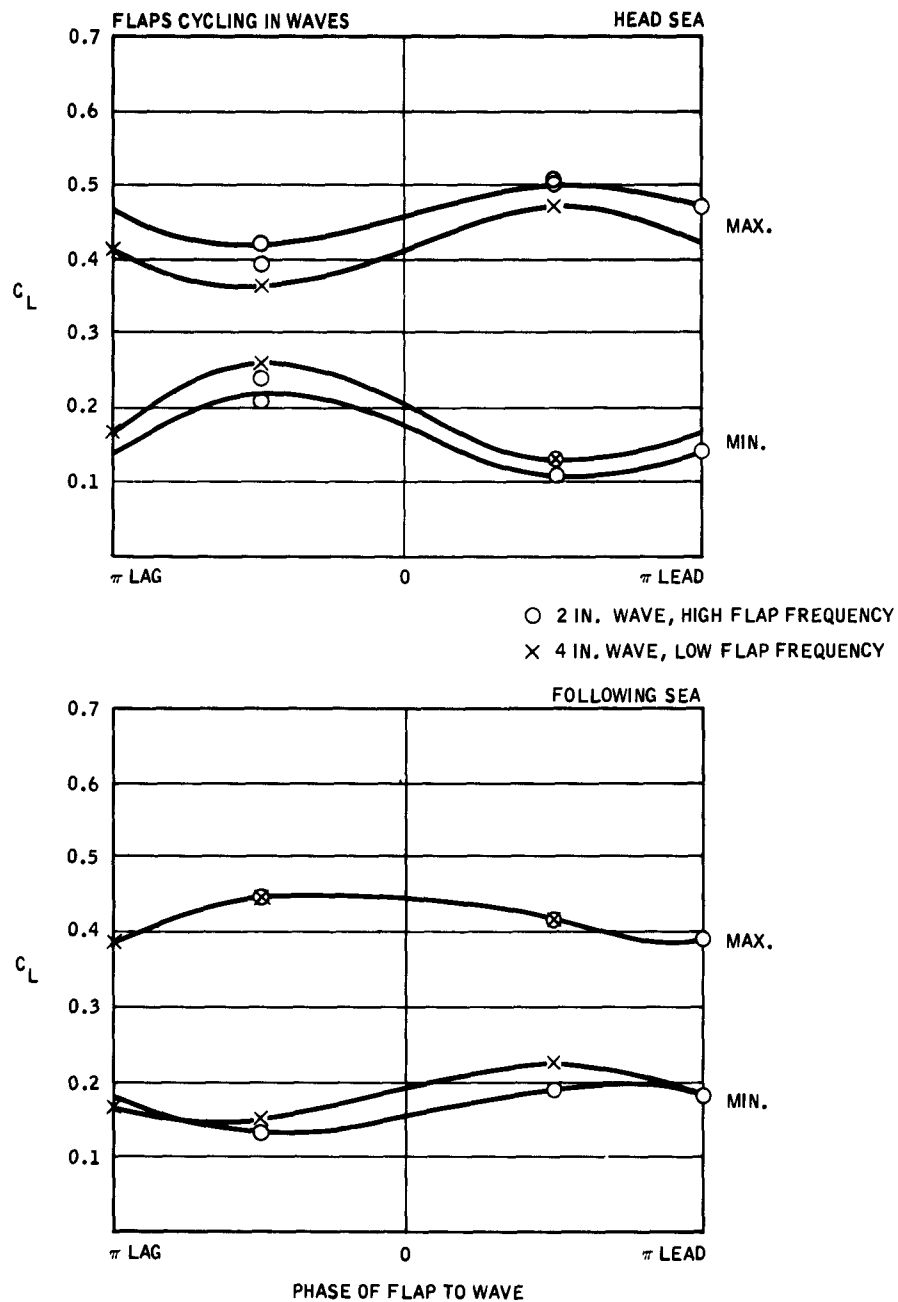 FLAPS CYCLING IN WAVES HEAD SEA
0.7
0.6
0.5
0.4
0.3
0.2
0.1
C_L
MAX.
MIN.
π LAG 0 π LEAD
○ 2 IN. WAVE, HIGH FLAP FREQUENCY
× 4 IN. WAVE, LOW FLAP FREQUENCY
FOLLOWING SEA
0.7
0.6
0.5
0.4
0.3
0.2
0.1
C_L
MAX.
MIN.
π LAG 0 π LEAD
PHASE OF FLAP TO WAVE